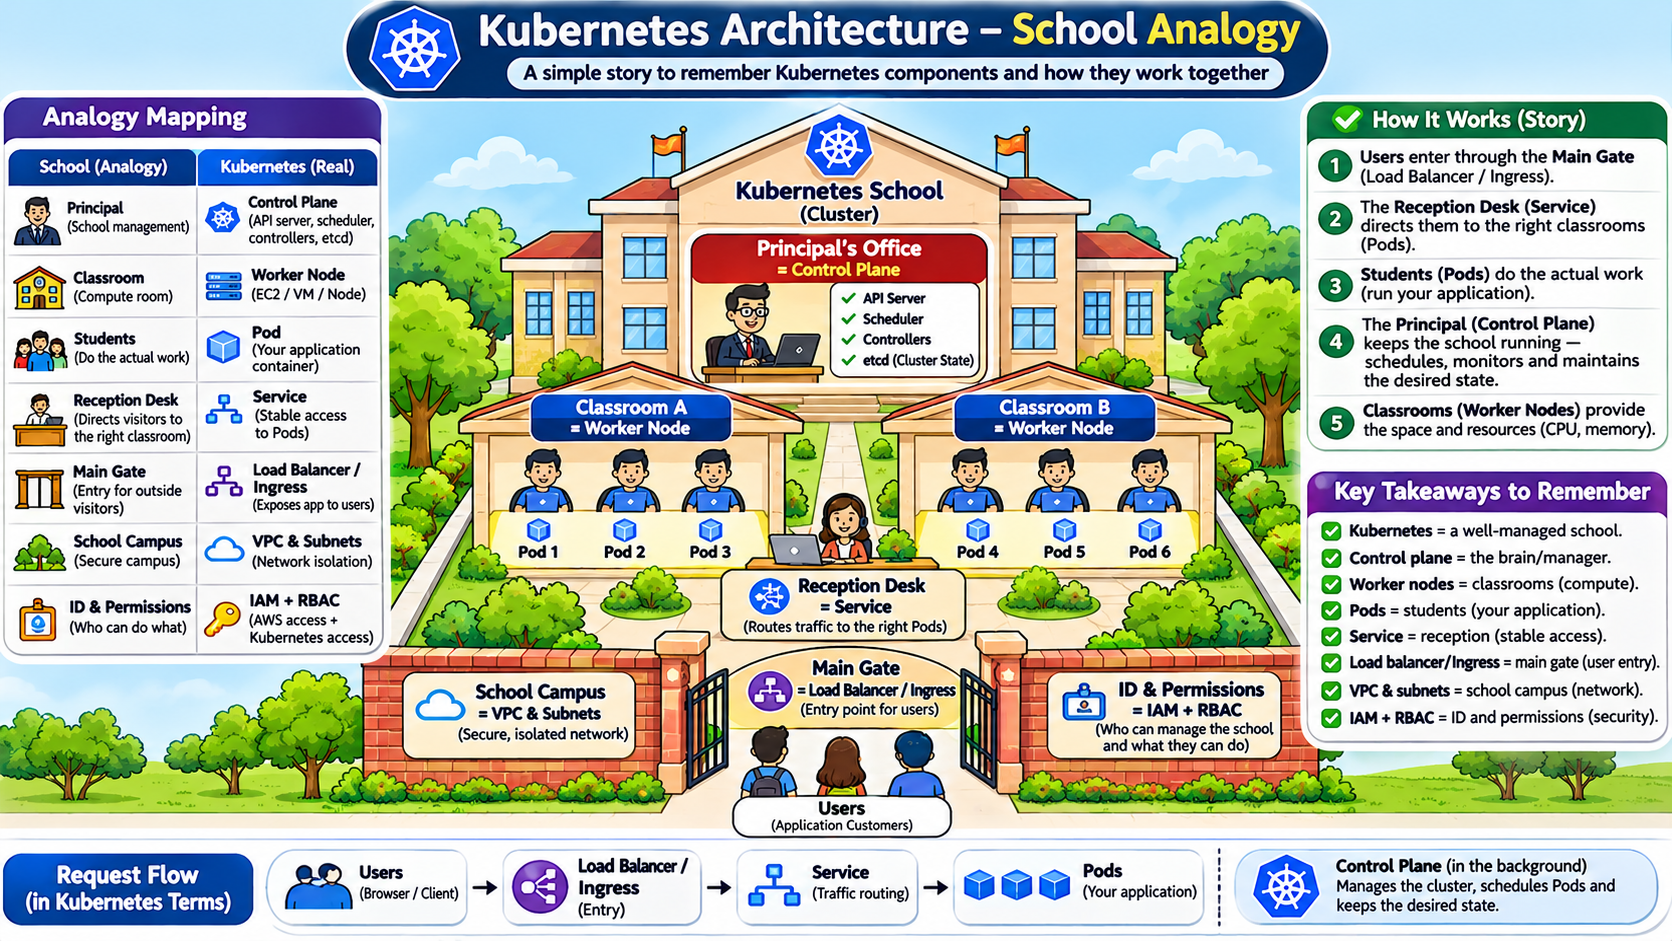 Kubernetes Architecture – School Analogy
A simple story to remember Kubernetes components and how they work together
Analogy Mapping
School (Analogy)
Kubernetes (Real)
Principal
(School management)
Control Plane
(API server, scheduler,
controllers, etcd)
Classroom
(Compute room)
Worker Node
(EC2 / VM / Node)
Students
(Do the actual work)
Pod
(Your application
container)
Reception Desk
(Directs visitors to
the right classroom)
Service
(Stable access
to Pods)
Main Gate
(Entry for outside
visitors)
Load Balancer /
Ingress
(Exposes app to users)
School Campus
(Secure campus)
VPC & Subnets
(Network isolation)
ID & Permissions
(Who can do what)
IAM + RBAC
(AWS access +
Kubernetes access)
Kubernetes School
(Cluster)
Principal's Office
= Control Plane
API Server
Scheduler
Controllers
etcd (Cluster State)
Classroom A
= Worker Node
Classroom B
= Worker Node
Pod 1
Pod 2
Pod 3
Pod 4
Pod 5
Pod 6
Reception Desk
= Service
(Routes traffic to the right Pods)
School Campus
= VPC & Subnets
(Secure, isolated network)
Main Gate
= Load Balancer / Ingress
(Entry point for users)
ID & Permissions
= IAM + RBAC
(Who can manage the school
and what they can do)
Users
(Application Customers)
How It Works (Story)
1 Users enter through the Main Gate
(Load Balancer / Ingress).
2 The Reception Desk (Service)
directs them to the right classrooms
(Pods).
3 Students (Pods) do the actual work
(run your application).
4 The Principal (Control Plane)
keeps the school running —
schedules, monitors and maintains
the desired state.
5 Classrooms (Worker Nodes) provide
the space and resources (CPU, memory).
Key Takeaways to Remember
Kubernetes = a well-managed school.
Control plane = the brain/manager.
Worker nodes = classrooms (compute).
Pods = students (your application).
Service = reception (stable access).
Load balancer/Ingress = main gate (user entry).
VPC & subnets = school campus (network).
IAM + RBAC = ID and permissions (security).
Request Flow
(in Kubernetes Terms)
Users
(Browser / Client)
Load Balancer /
Ingress
(Entry)
Service
(Traffic routing)
Pods
(Your application)
Control Plane (in the background)
Manages the cluster, schedules Pods and
keeps the desired state.